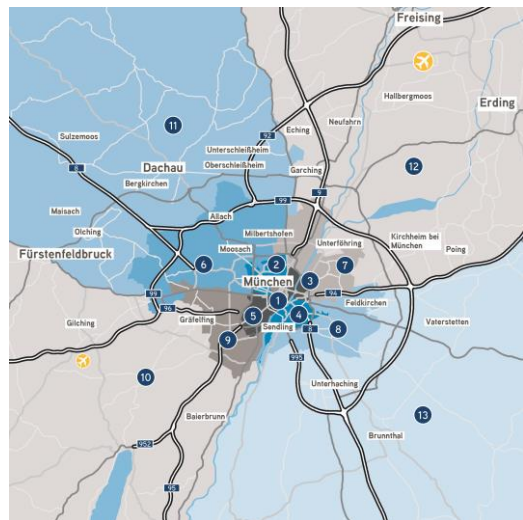 Freising
Hallbergmoos
Erding
Neufahrn
Eching
11
92
Sulzemoos
Unterschleißheim
Oberschleißheim
Dachau
8
Bergkirchen
Garching
12
99
9
Maisach
Allach
Olching
Milbertshofen
Kirchheim bei
München
Poing
Fürstenfeldbruck
Moosach
Unterföhring
6
2
7
München
3
99
94
96
1
Feldkirchen
Gilching
Gräfelfing
5
4
Sendling
8
8
Vaterstetten
9
995
10
Unterhaching
13
Baierbrunn
Brunnthal
952
95